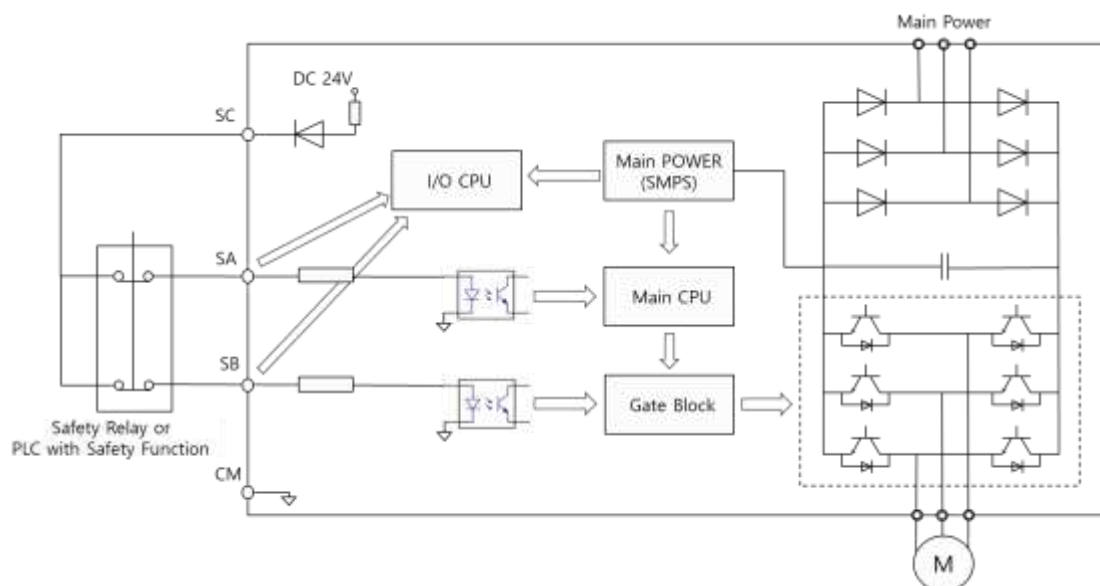 Main Power
DC 24V
SC
I/O CPU
Main POWER
(SMPS)
SA
Main CPU
SB
Gate Block
Safety Relay or
PLC with Safety Function
CM
M